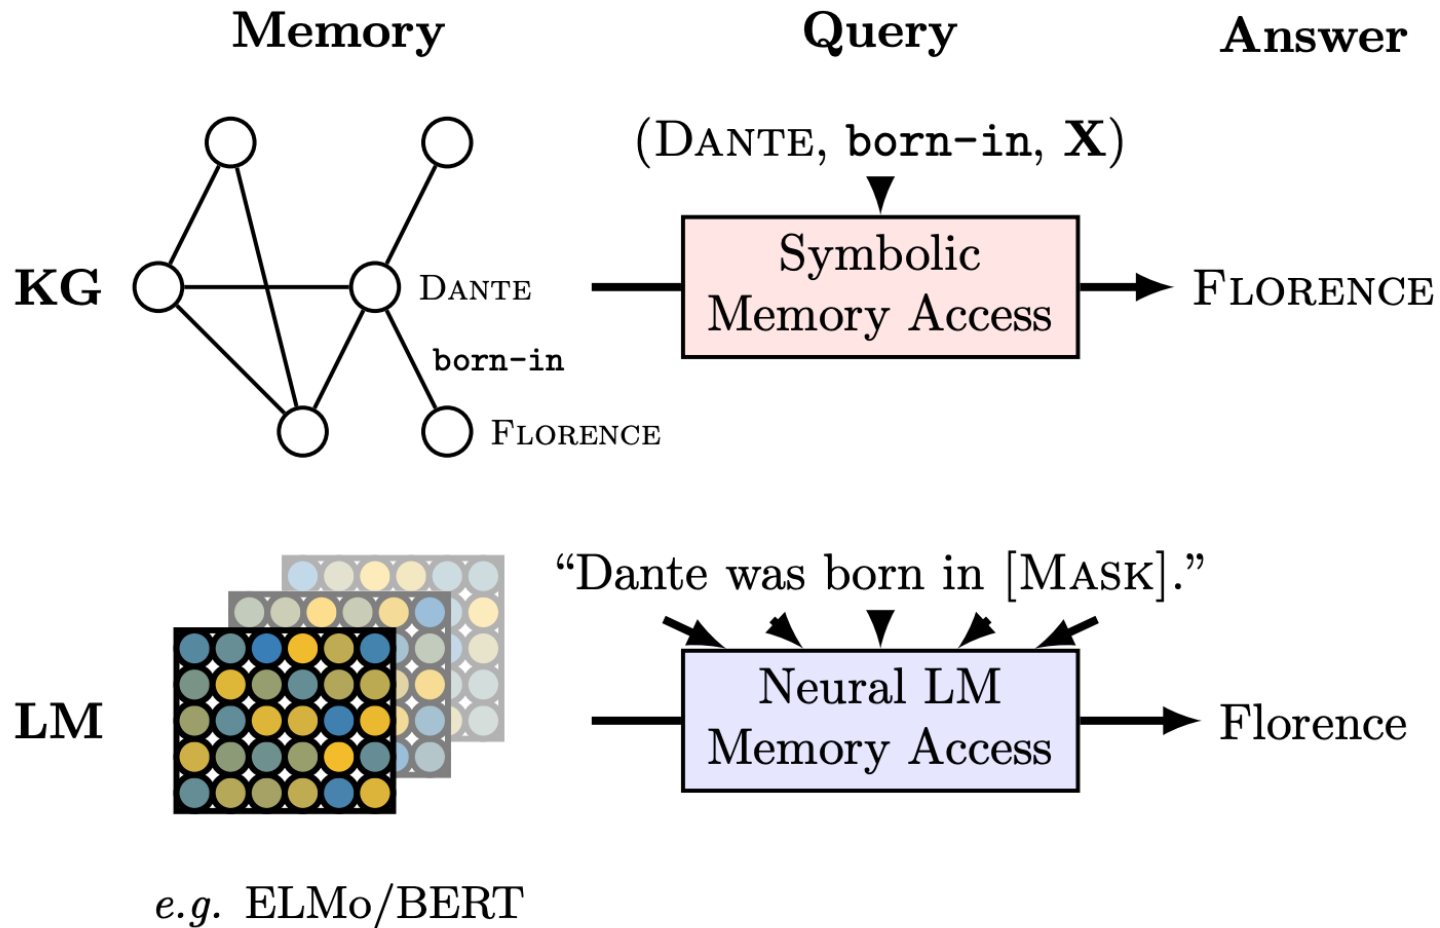 Memory Query Answer
(DANTE, born-in, X)
Symbolic
Memory Access
KG
DANTE
FLORENCE
born-in
FLORENCE
“Dante was born in [MASK].”
Neural LM
Memory Access
LM
Florence
e.g. ELMo/BERT